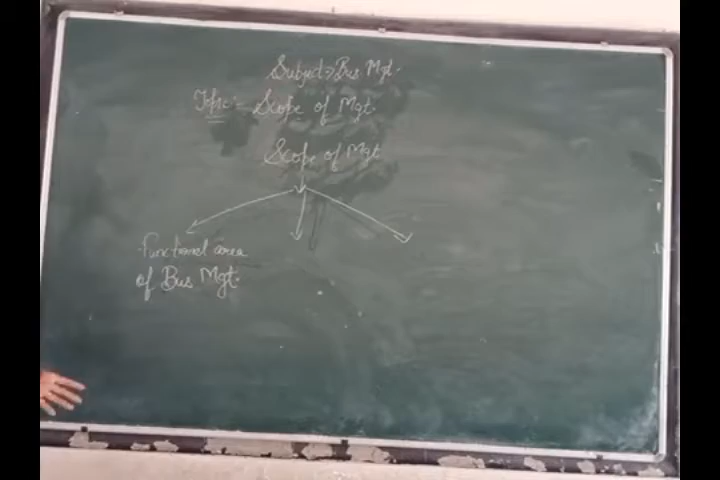 Subject → Bus Mgt.
Topic:- Scope of Mgt.
Scope of Mgt
Functional area
of Bus Mgt.